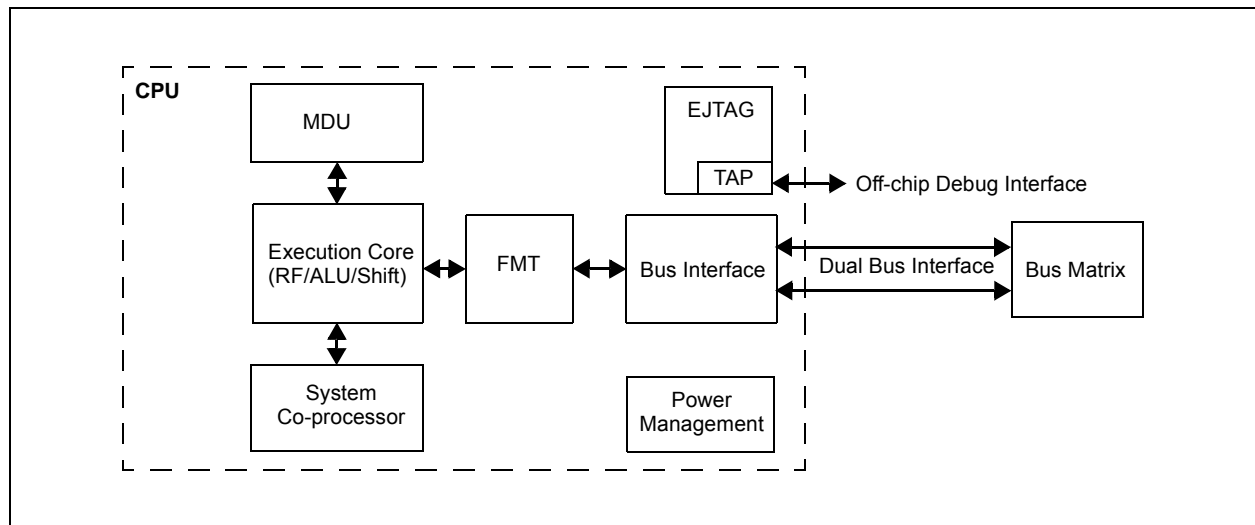 CPU
MDU
EJTAG
TAP
Off-chip Debug Interface
Execution Core
(RF/ALU/Shift)
FMT
Bus Interface
Dual Bus Interface
Bus Matrix
System
Co-processor
Power
Management